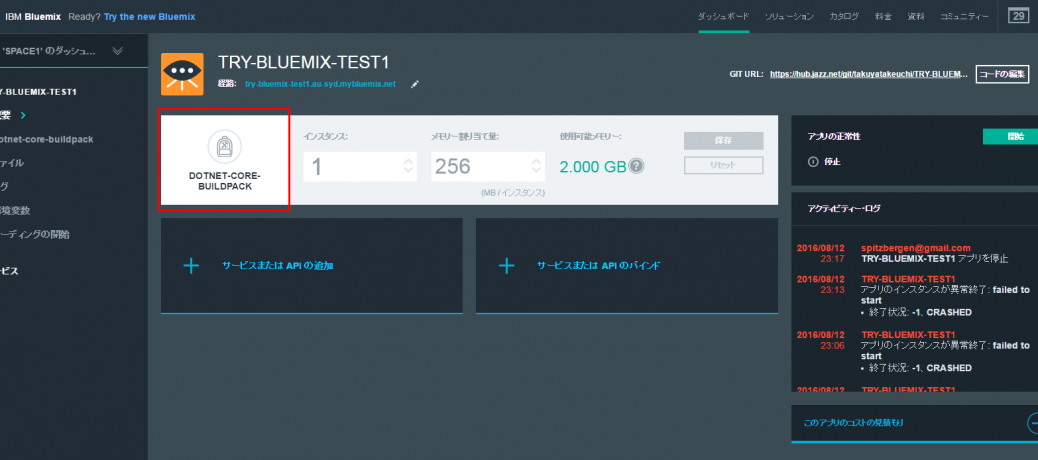 IBM Bluemix Ready? Try the new Bluemix
ダッシュボード ソリューション カタログ 料金 資料 コミュニティー 29
'SPACE1' のダッシュ...
Y-BLUEMIX-TEST1
要
otnet-core-buildpack
ァイル
グ
境変数
ーディングの開始
ービス
TRY-BLUEMIX-TEST1
経路: try-bluemix-test1.au-syd.mybluemix.net
GIT URL: https://hub.jazz.net/git/takuyatakeuchi/TRY-BLUEM... コードの編集
DOTNET-CORE-
BUILDPACK
インスタンス:
1
メモリー割り当て量:
256
(MB / インスタンス)
使用可能メモリー:
2.000 GB ?
保存
リセット
サービスまたは API の追加
サービスまたは API のバインド
アプリの正常性 開始
停止
アクティビティー・ログ
2016/08/12 spitzbergen@gmail.com
23:17 TRY-BLUEMIX-TEST1 アプリを停止
2016/08/12 TRY-BLUEMIX-TEST1
23:13 アプリのインスタンスが異常終了: failed to
start
• 終了状況: -1. CRASHED
2016/08/12 TRY-BLUEMIX-TEST1
23:06 アプリのインスタンスが異常終了: failed to
start
• 終了状況: -1. CRASHED
2016/08/12 TRY-BLUEMIX-TEST1
このアプリのコストの見積もり